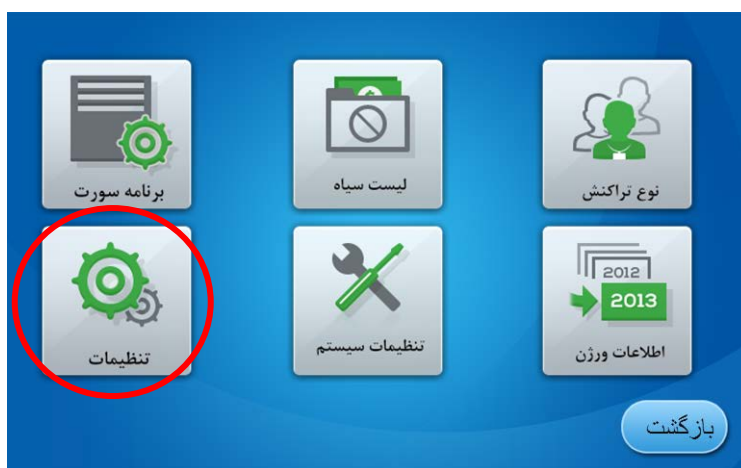 نوع تراکنش
لیست سیاه
برنامه سورت
2012
2013
اطلاعات ورژن
تنظیمات سیستم
تنظیمات
بازگشت